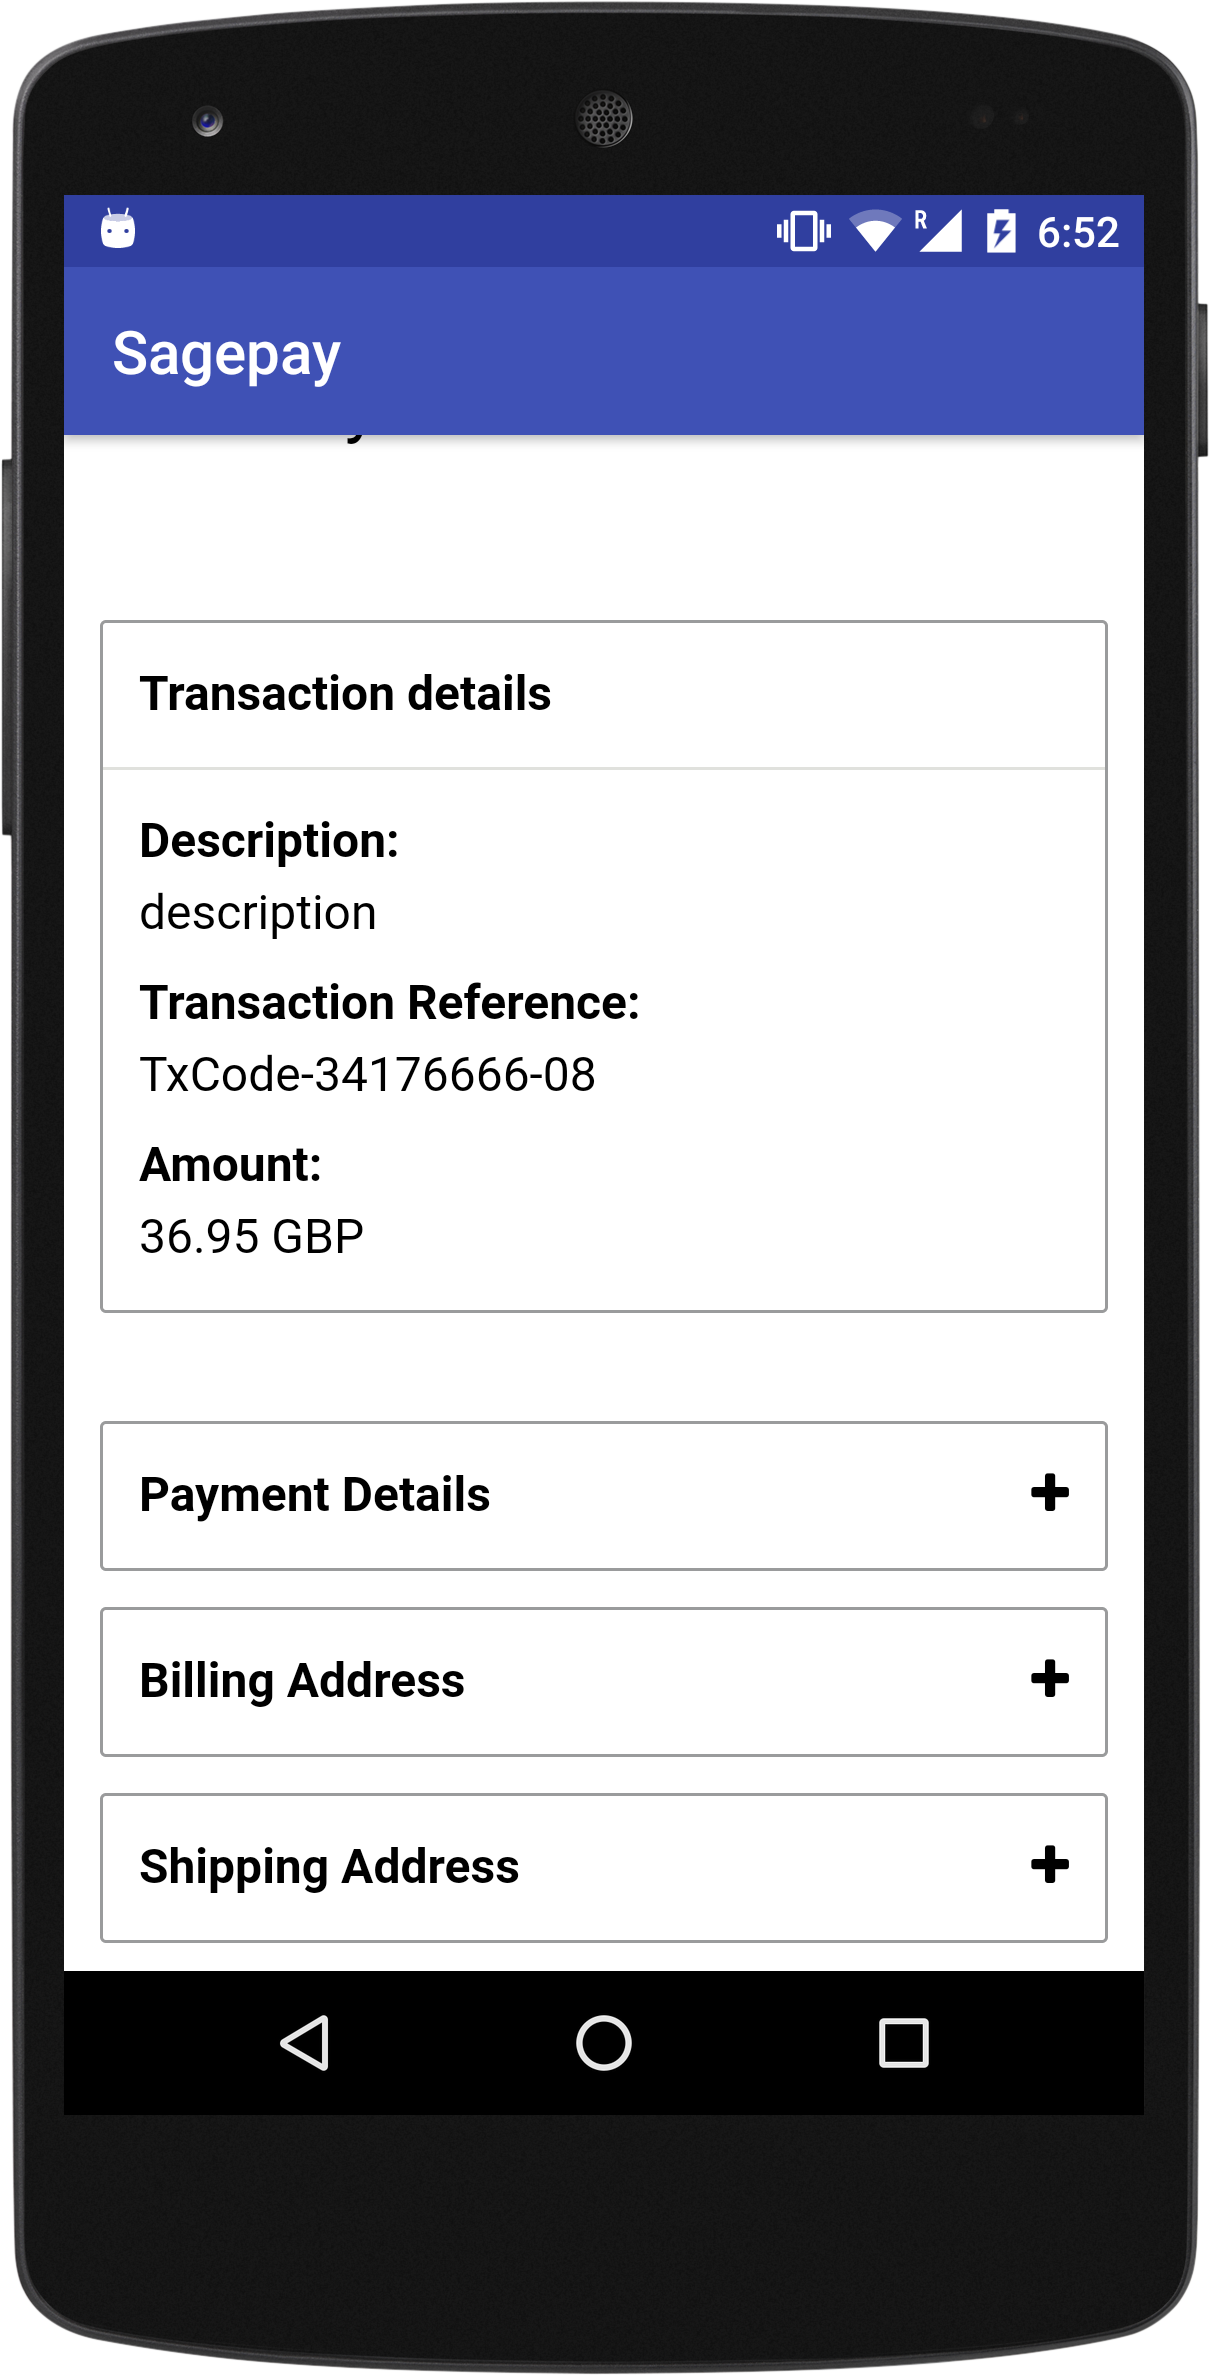 R 6:52
Sagepay
Transaction details
Description:
description
Transaction Reference:
TxCode-34176666-08
Amount:
36.95 GBP
Payment Details
Billing Address
Shipping Address